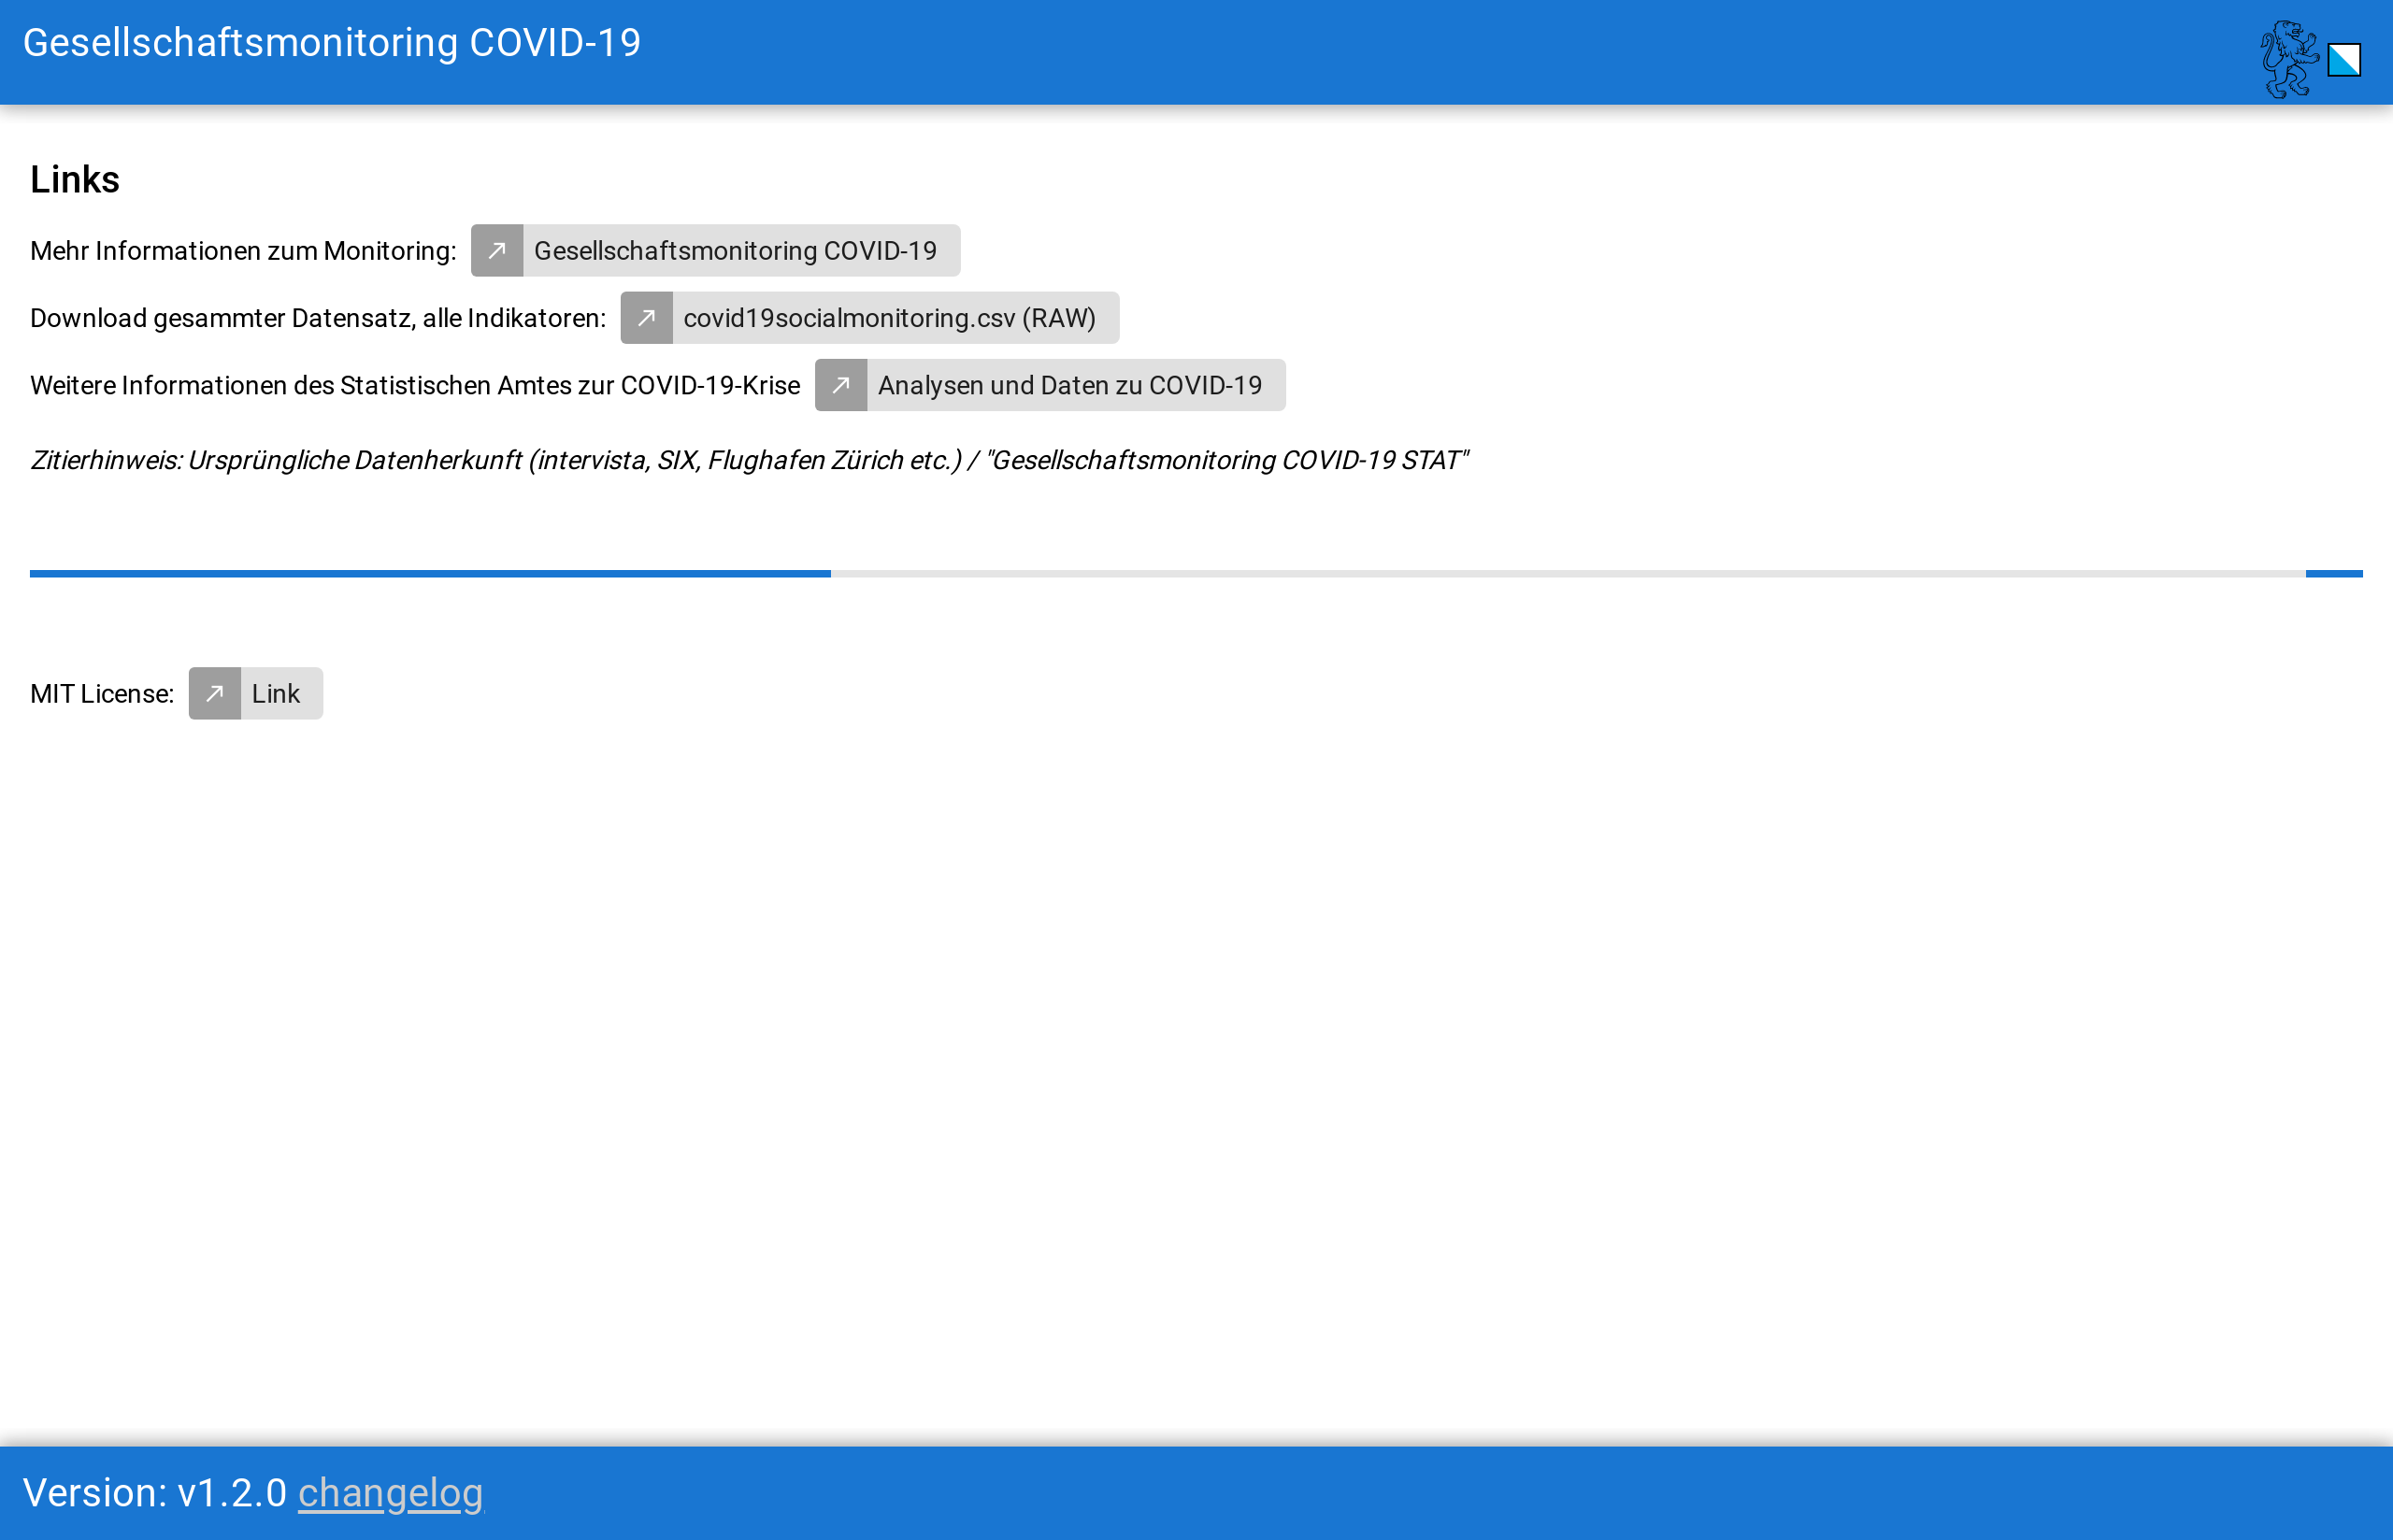 Gesellschaftsmonitoring COVID-19
Links
Mehr Informationen zum Monitoring: Gesellschaftsmonitoring COVID-19
Download gesammter Datensatz, alle Indikatoren: covid19socialmonitoring.csv (RAW)
Weitere Informationen des Statistischen Amtes zur COVID-19-Krise Analysen und Daten zu COVID-19
Zitierhinweis: Ursprüngliche Datenherkunft (intervista, SIX, Flughafen Zürich etc.) / "Gesellschaftsmonitoring COVID-19 STAT"
MIT License: Link
Version: v1.2.0 changelog